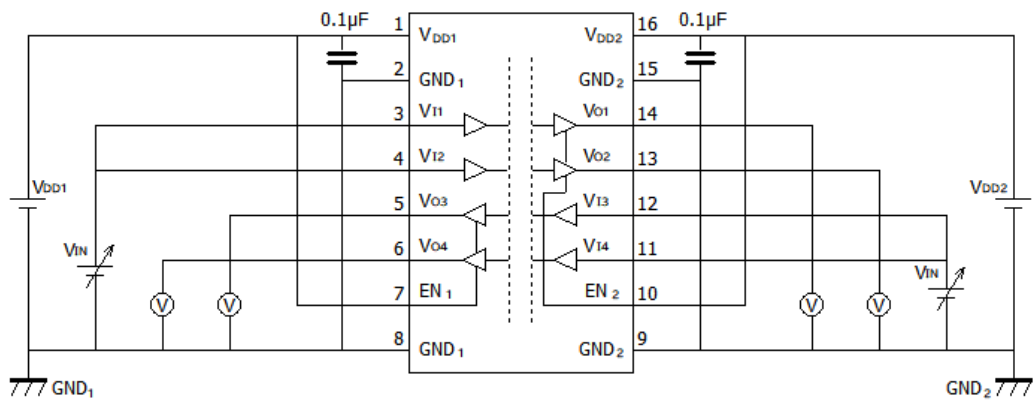 0.1µF 1 16 0.1µF
VDD1 VDD2
2 15
GND1 GND2
3 VI1 VO1 14
4 VI2 VO2 13
VDD1 VDD2
5 VO3 VI3 12
6 VO4 VI4 11
VIN VIN
7 EN1 EN2 10
V V V V
8 GND1 GND2 9
GND1 GND2